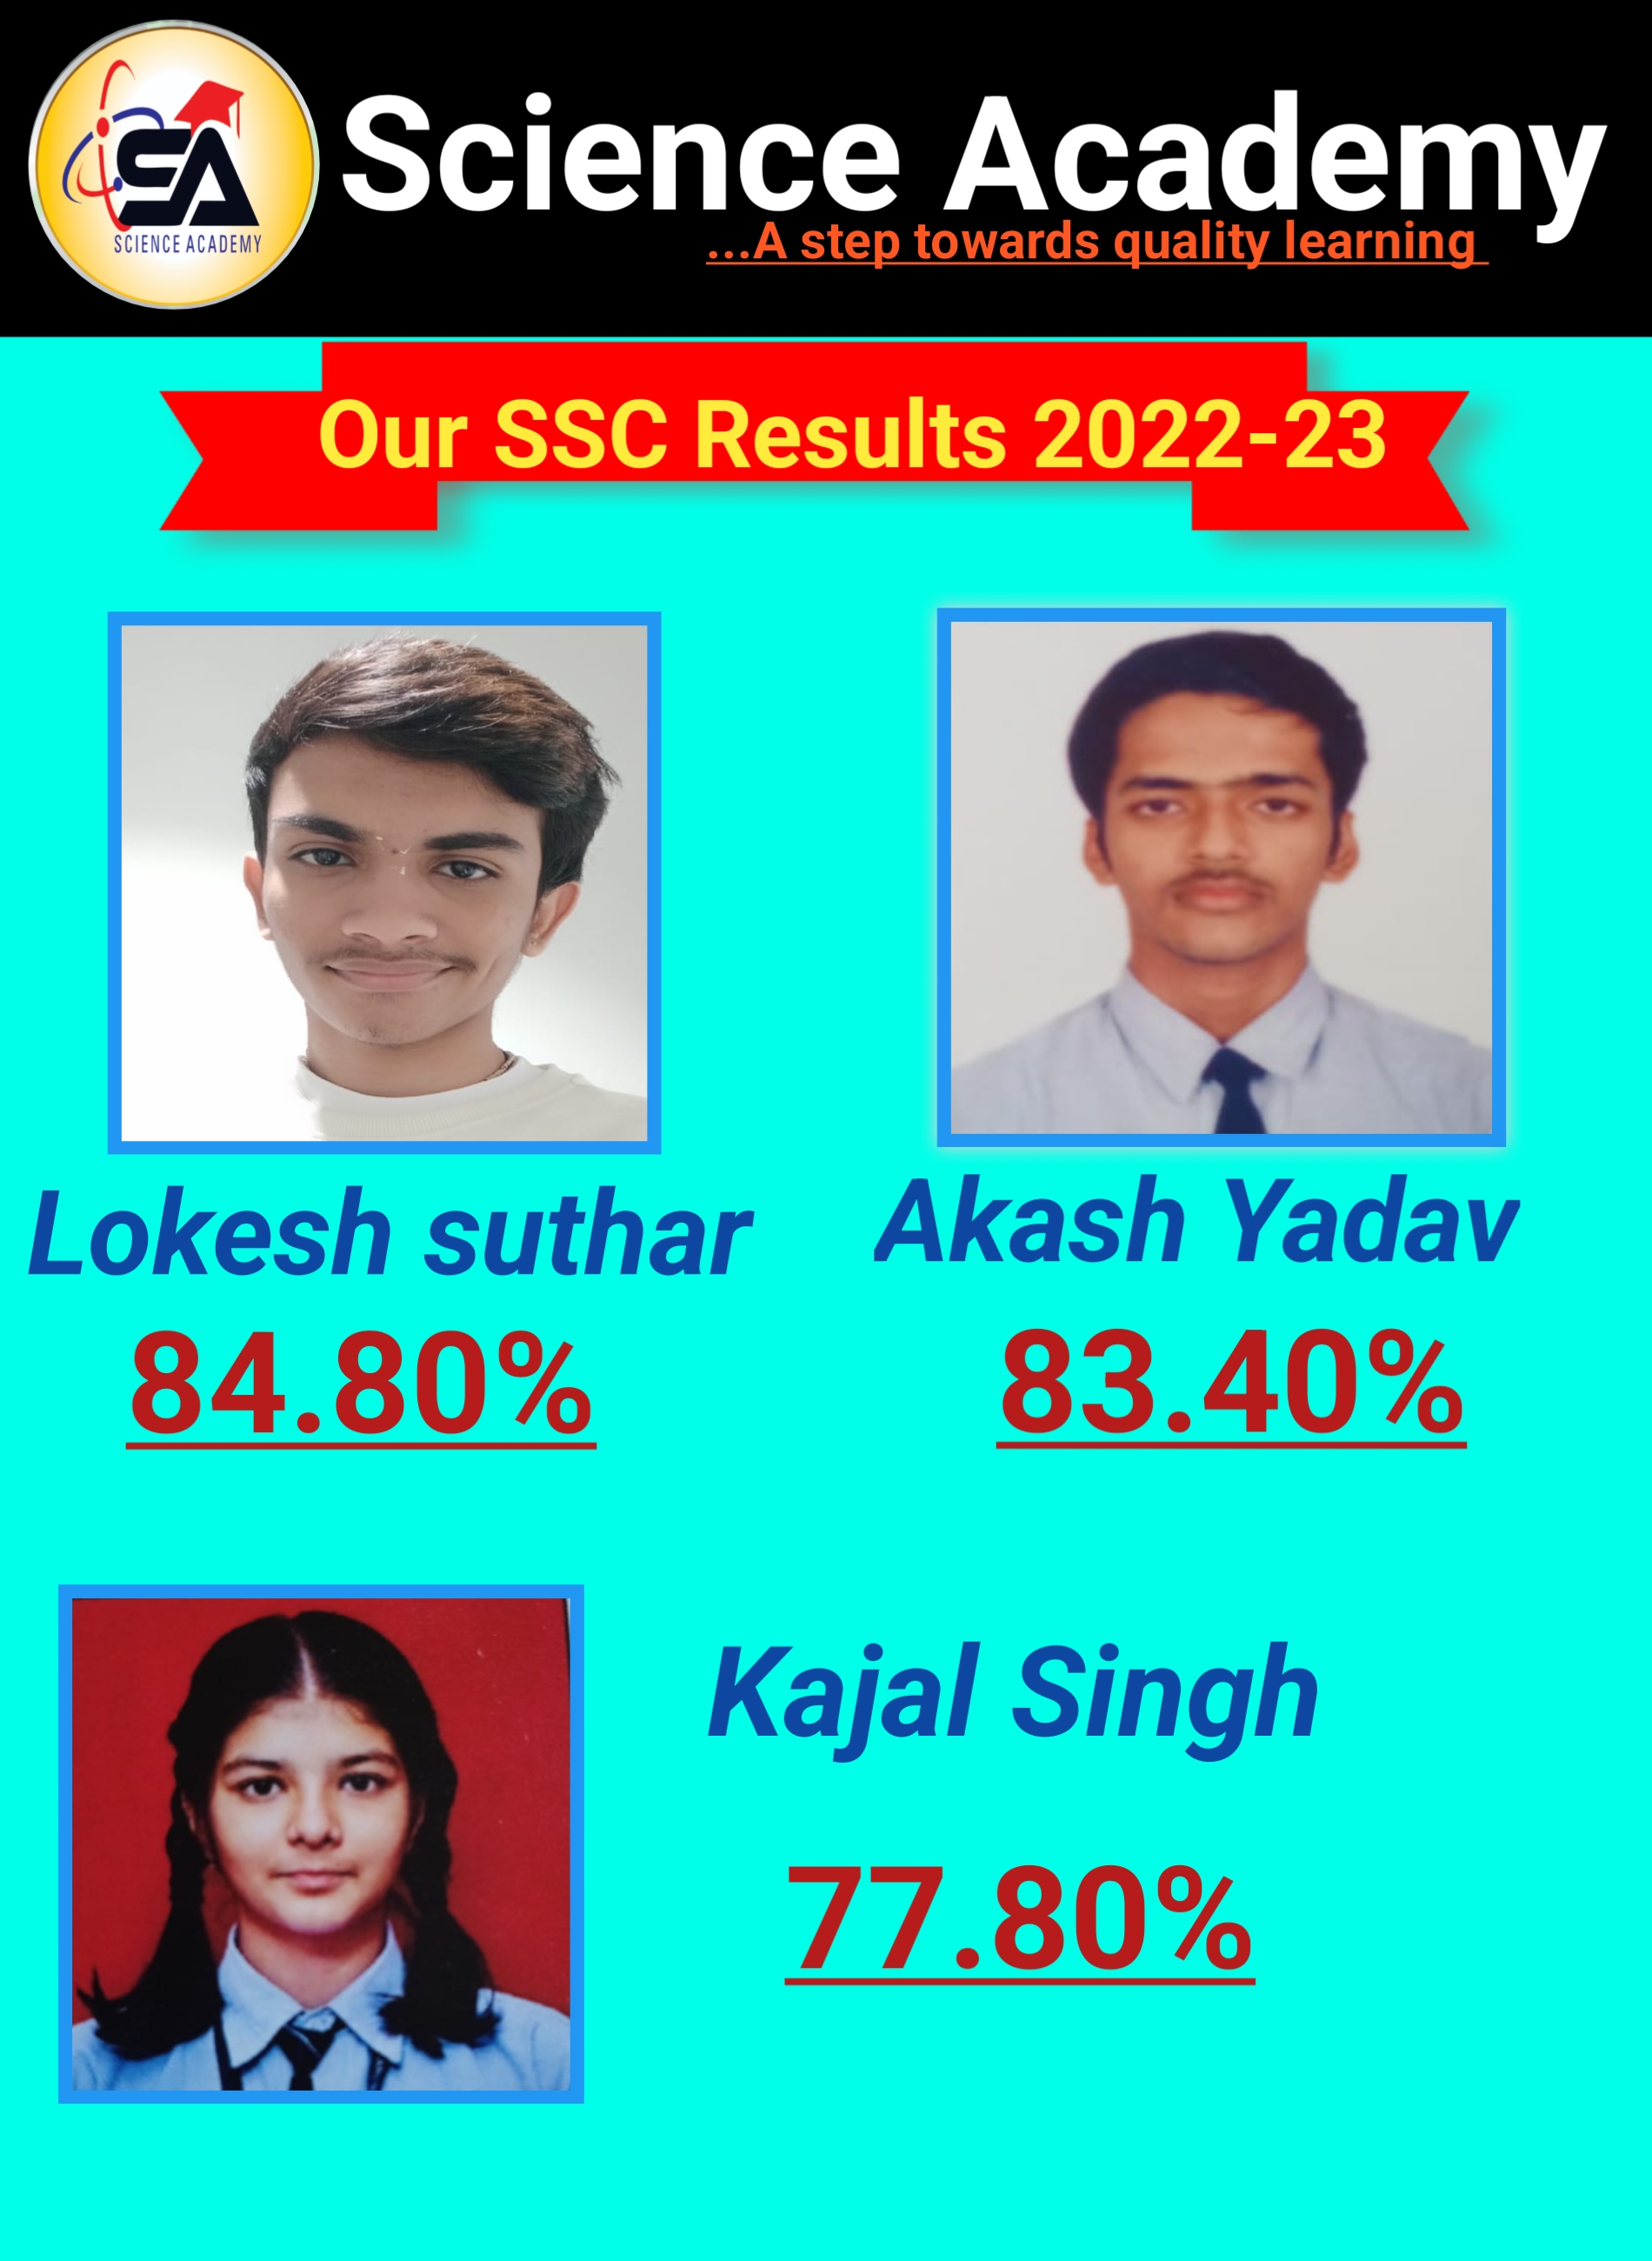 SA
SCIENCE ACADEMY
Science Academy
...A step towards quality learning
Our SSC Results 2022-23
Lokesh suthar
Akash Yadav
84.80%
83.40%
Kajal Singh
77.80%